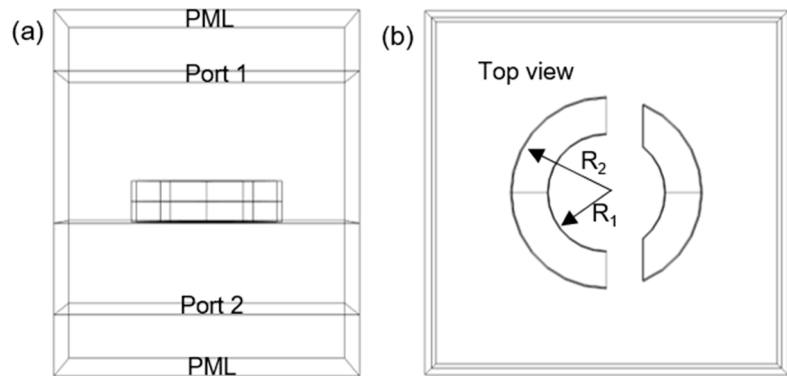 (a)
PML
Port 1
Port 2
PML
(b)
Top view
R₂
R₁